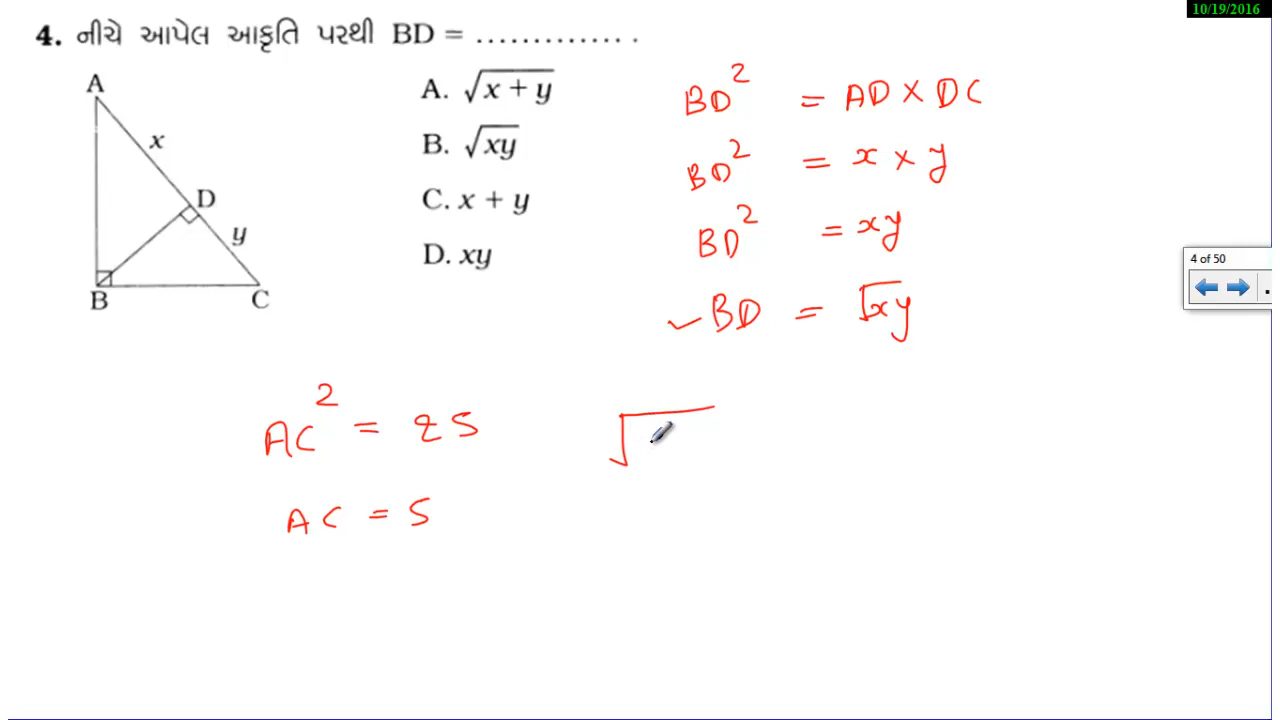 10/19/2016
4. નીચે આપેલ આકૃતિ પરથી BD = .............. .
A
x
D
y
B
C
A. √x + y
B. √xy
C. x + y
D. xy
BD² = AD × DC
BD² = x × y
BD² = xy
BD = √xy
4 of 50
AC² = 25
√
AC = 5